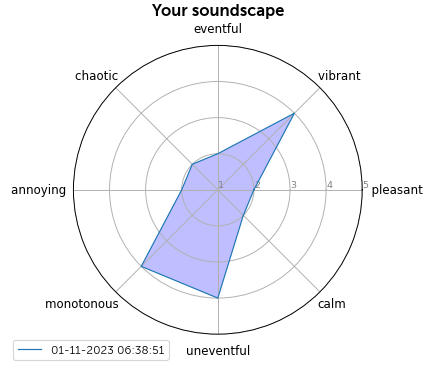 Your soundscape
eventful
chaotic
vibrant
annoying
1
2
3
4
5
pleasant
monotonous
calm
uneventful
01-11-2023 06:38:51